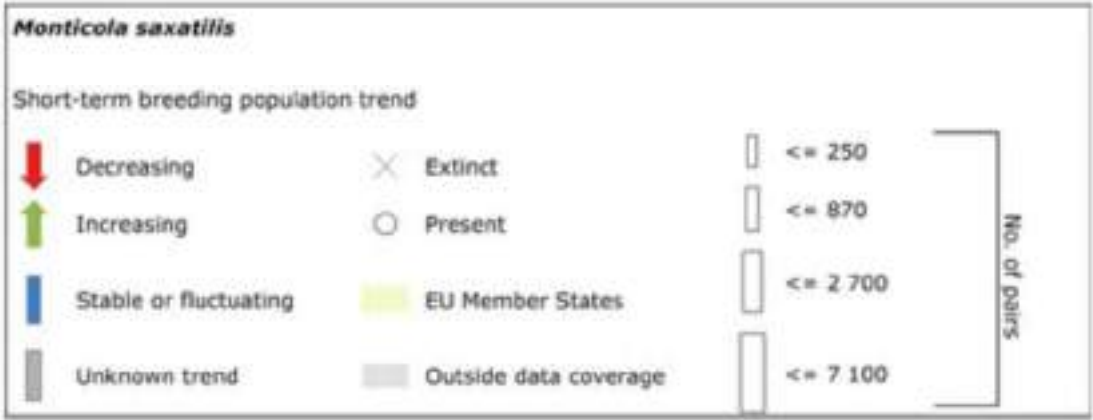 Monticola saxatilis
Short-term breeding population trend
Decreasing
Extinct
<= 250
Increasing
Present
<= 870
Stable or fluctuating
EU Member States
<= 2 700
Unknown trend
Outside data coverage
<= 7 100
No. of pairs